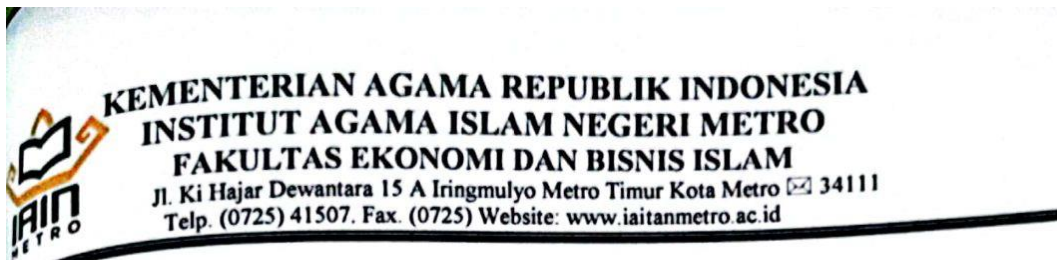 KEMENTERIAN AGAMA REPUBLIK INDONESIA
INSTITUT AGAMA ISLAM NEGERI METRO
FAKULTAS EKONOMI DAN BISNIS ISLAM
Jl. Ki Hajar Dewantara 15 A Iringmulyo Metro Timur Kota Metro 34111
Telp. (0725) 41507. Fax. (0725) Website: www.iaitanmetro.ac.id
IAIN
METRO